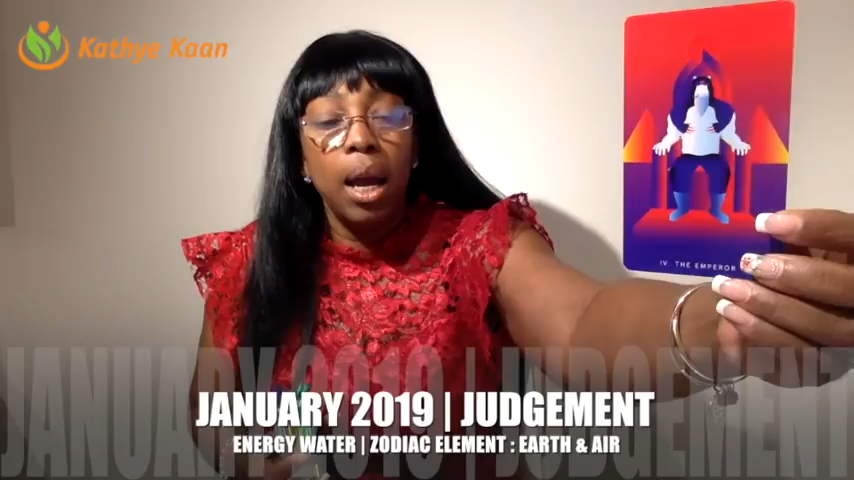 Kathye Kaan
IV. THE EMPEROR
JANUARY 2019 | JUDGEMENT
ENERGY WATER | ZODIAC ELEMENT : EARTH & AIR